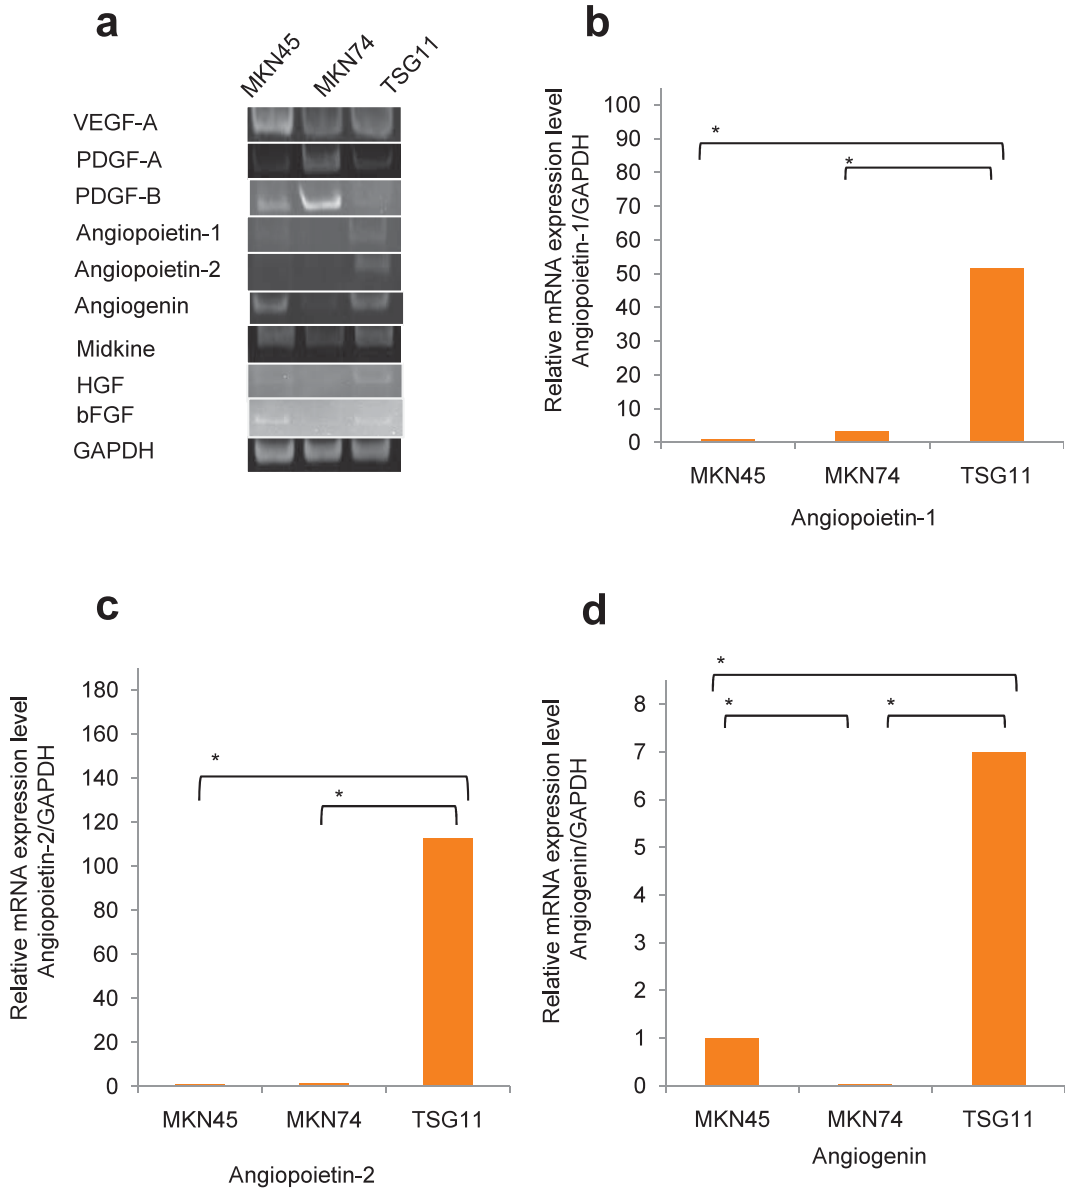 a
MKN45
MKN74
TSG11
VEGF-A
PDGF-A
PDGF-B
Angiopoietin-1
Angiopoietin-2
Angiogenin
Midkine
HGF
bFGF
GAPDH
b
Relative mRNA expression level
Angiopoietin-1/GAPDH
100
90
80
70
60
50
40
30
20
10
0
*
*
MKN45 MKN74 TSG11
Angiopoietin-1
c
Relative mRNA expression level
Angiopoietin-2/GAPDH
180
160
140
120
100
80
60
40
20
0
*
*
MKN45 MKN74 TSG11
Angiopoietin-2
d
Relative mRNA expression level
Angiogenin/GAPDH
8
7
6
5
4
3
2
1
0
*
* *
MKN45 MKN74 TSG11
Angiogenin